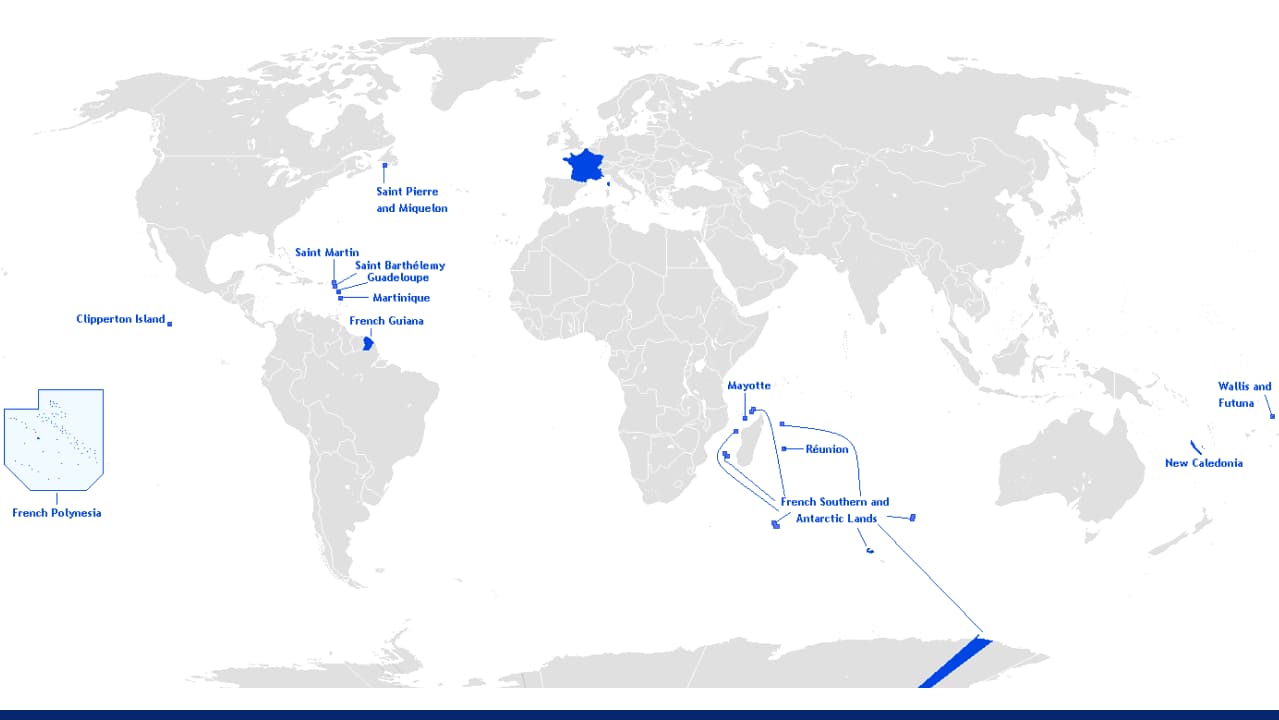 Saint Pierre
and Miquelon
Saint Martin
Saint Barthélemy
Guadeloupe
Martinique
Clipperton Island
French Guiana
Mayotte
Wallis and
Futuna
Réunion
New Caledonia
French Southern and
Antarctic Lands
French Polynesia